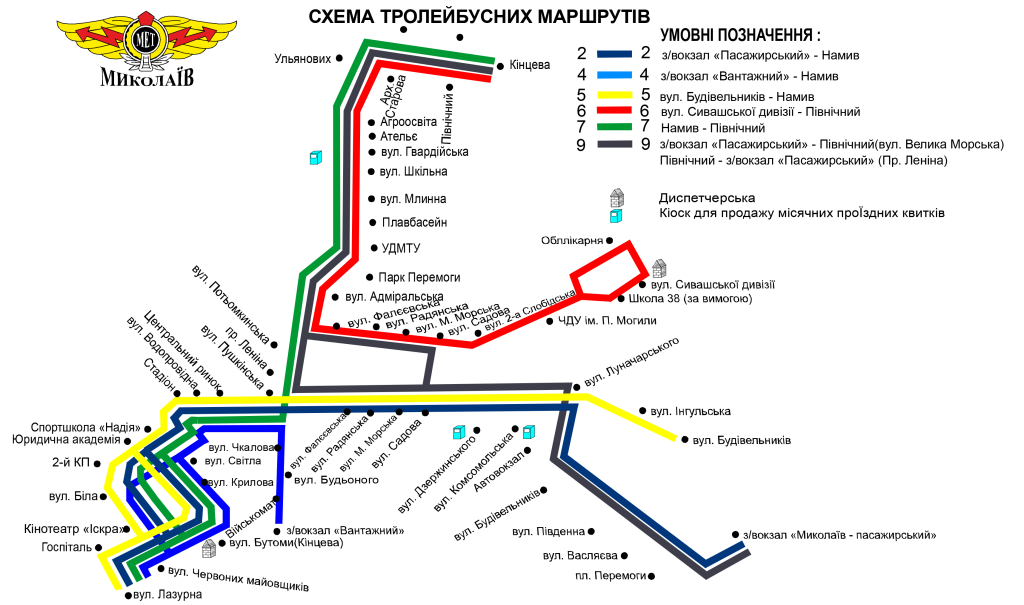 СХЕМА ТРОЛЕЙБУСНИХ МАРШРУТІВ
МЕТ
МИКОЛАЇВ
УМОВНІ ПОЗНАЧЕННЯ :
2 2 з/вокзал «Пасажирський» - Намив
4 4 з/вокзал «Вантажний» - Намив
5 5 вул. Будівельників - Намив
6 6 вул. Сивашської дивізії - Північний
7 7 Намив - Північний
9 9 з/вокзал «Пасажирський» - Північний(вул. Велика Морська)
Північний - з/вокзал «Пасажирський» (Пр. Леніна)
Диспетчерська
Кіоск для продажу місячних проЇздних квитків
Ульянових
Кінцева
Арх. Старова
Північний
Агроосвіта
Ательє
вул. Гвардійська
вул. Шкільна
вул. Млинна
Плавбасейн
УДМТУ
Парк Перемоги
вул. Адміральська
вул. Фалєєвська
вул. Радянська
вул. М. Морська
вул. Садова
вул. 2-а Слобідська
Обллікарня
вул. Сивашської дивізії
Школа 38 (за вимогою)
ЧДУ ім. П. Могили
вул. Потьомкинська
пр. Леніна
вул. Пушкінська
Центральний ринок
вул. Водопровідна
Стадіон
вул. Луначарського
вул. Інгульська
вул. Будівельників
Спортшкола «Надія»
Юридична академія
2-й КП
вул. Біла
Кінотеатр «Іскра»
Госпіталь
вул. Чкалова
вул. Світла
вул. Крилова
вул. Фалєєвська
вул. Радянська
вул. М. Морська
вул. Садова
вул. Будьоного
Військомат
з/вокзал «Вантажний»
вул. Бутоми(Кінцева)
вул. Червоних майовщиків
вул. Лазурна
вул. Дзержинського
вул. Комсомольська
Автовокзал
вул. Будівельників
вул. Південна
вул. Васляєва
пл. Перемоги
з/вокзал «Миколаїв - пасажирський»